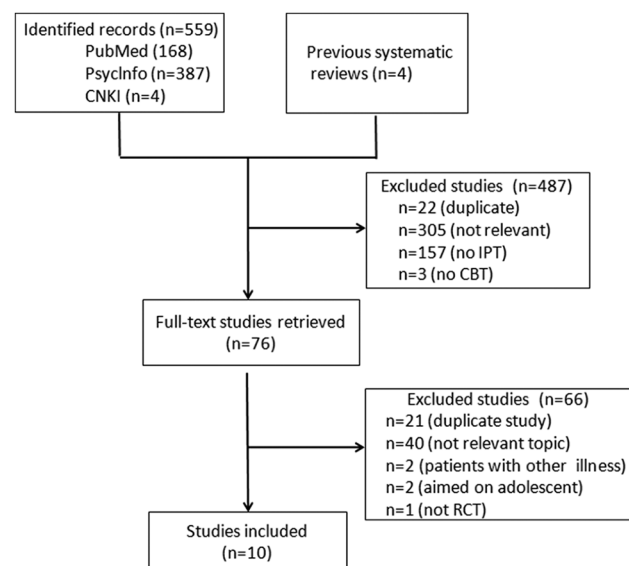 Identified records (n=559)
PubMed (168)
PsycInfo (n=387)
CNKI (n=4)
Previous systematic
reviews (n=4)
Excluded studies (n=487)
n=22 (duplicate)
n=305 (not relevant)
n=157 (no IPT)
n=3 (no CBT)
Full-text studies retrieved
(n=76)
Excluded studies (n=66)
n=21 (duplicate study)
n=40 (not relevant topic)
n=2 (patients with other illness)
n=2 (aimed on adolescent)
n=1 (not RCT)
Studies included
(n=10)